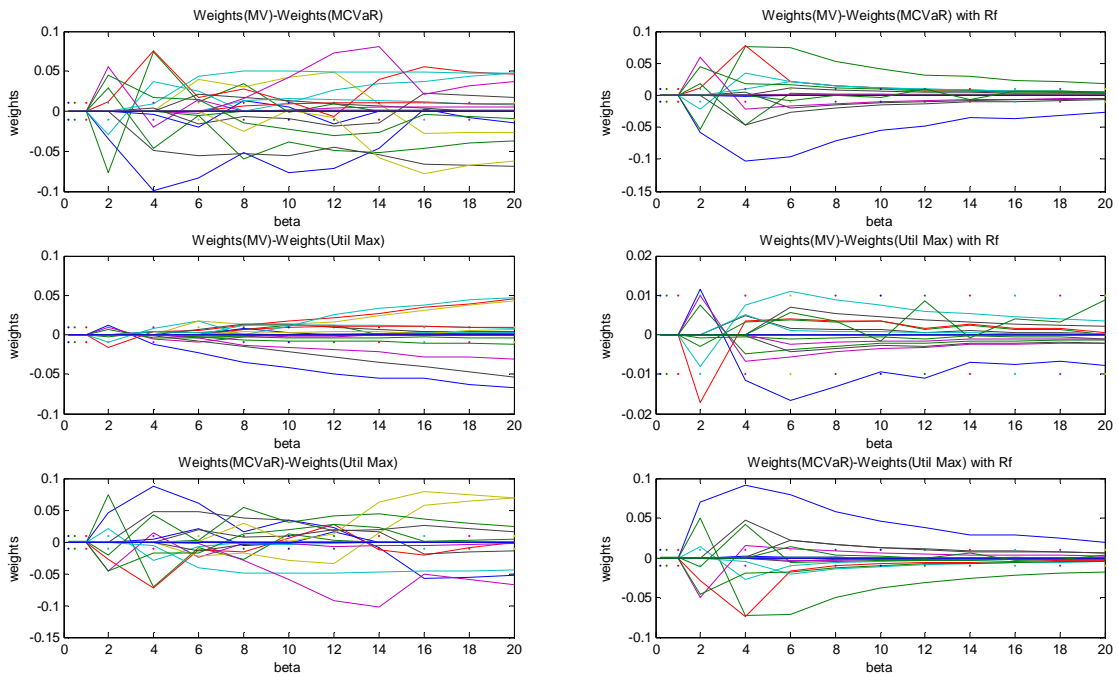 Weights(MV)-Weights(MCVaR)
0.1
0.05
0
-0.05
-0.1
weights
0 2 4 6 8 10 12 14 16 18 20
beta
Weights(MV)-Weights(MCVaR) with Rf
0.1
0.05
0
-0.05
-0.1
-0.15
weights
0 2 4 6 8 10 12 14 16 18 20
beta
Weights(MV)-Weights(Util Max)
0.1
0.05
0
-0.05
-0.1
weights
0 2 4 6 8 10 12 14 16 18 20
beta
Weights(MV)-Weights(Util Max) with Rf
0.02
0.01
0
-0.01
-0.02
weights
0 2 4 6 8 10 12 14 16 18 20
beta
Weights(MCVaR)-Weights(Util Max)
0.1
0.05
0
-0.05
-0.1
-0.15
weights
0 2 4 6 8 10 12 14 16 18 20
beta
Weights(MCVaR)-Weights(Util Max) with Rf
0.1
0.05
0
-0.05
-0.1
weights
0 2 4 6 8 10 12 14 16 18 20
beta